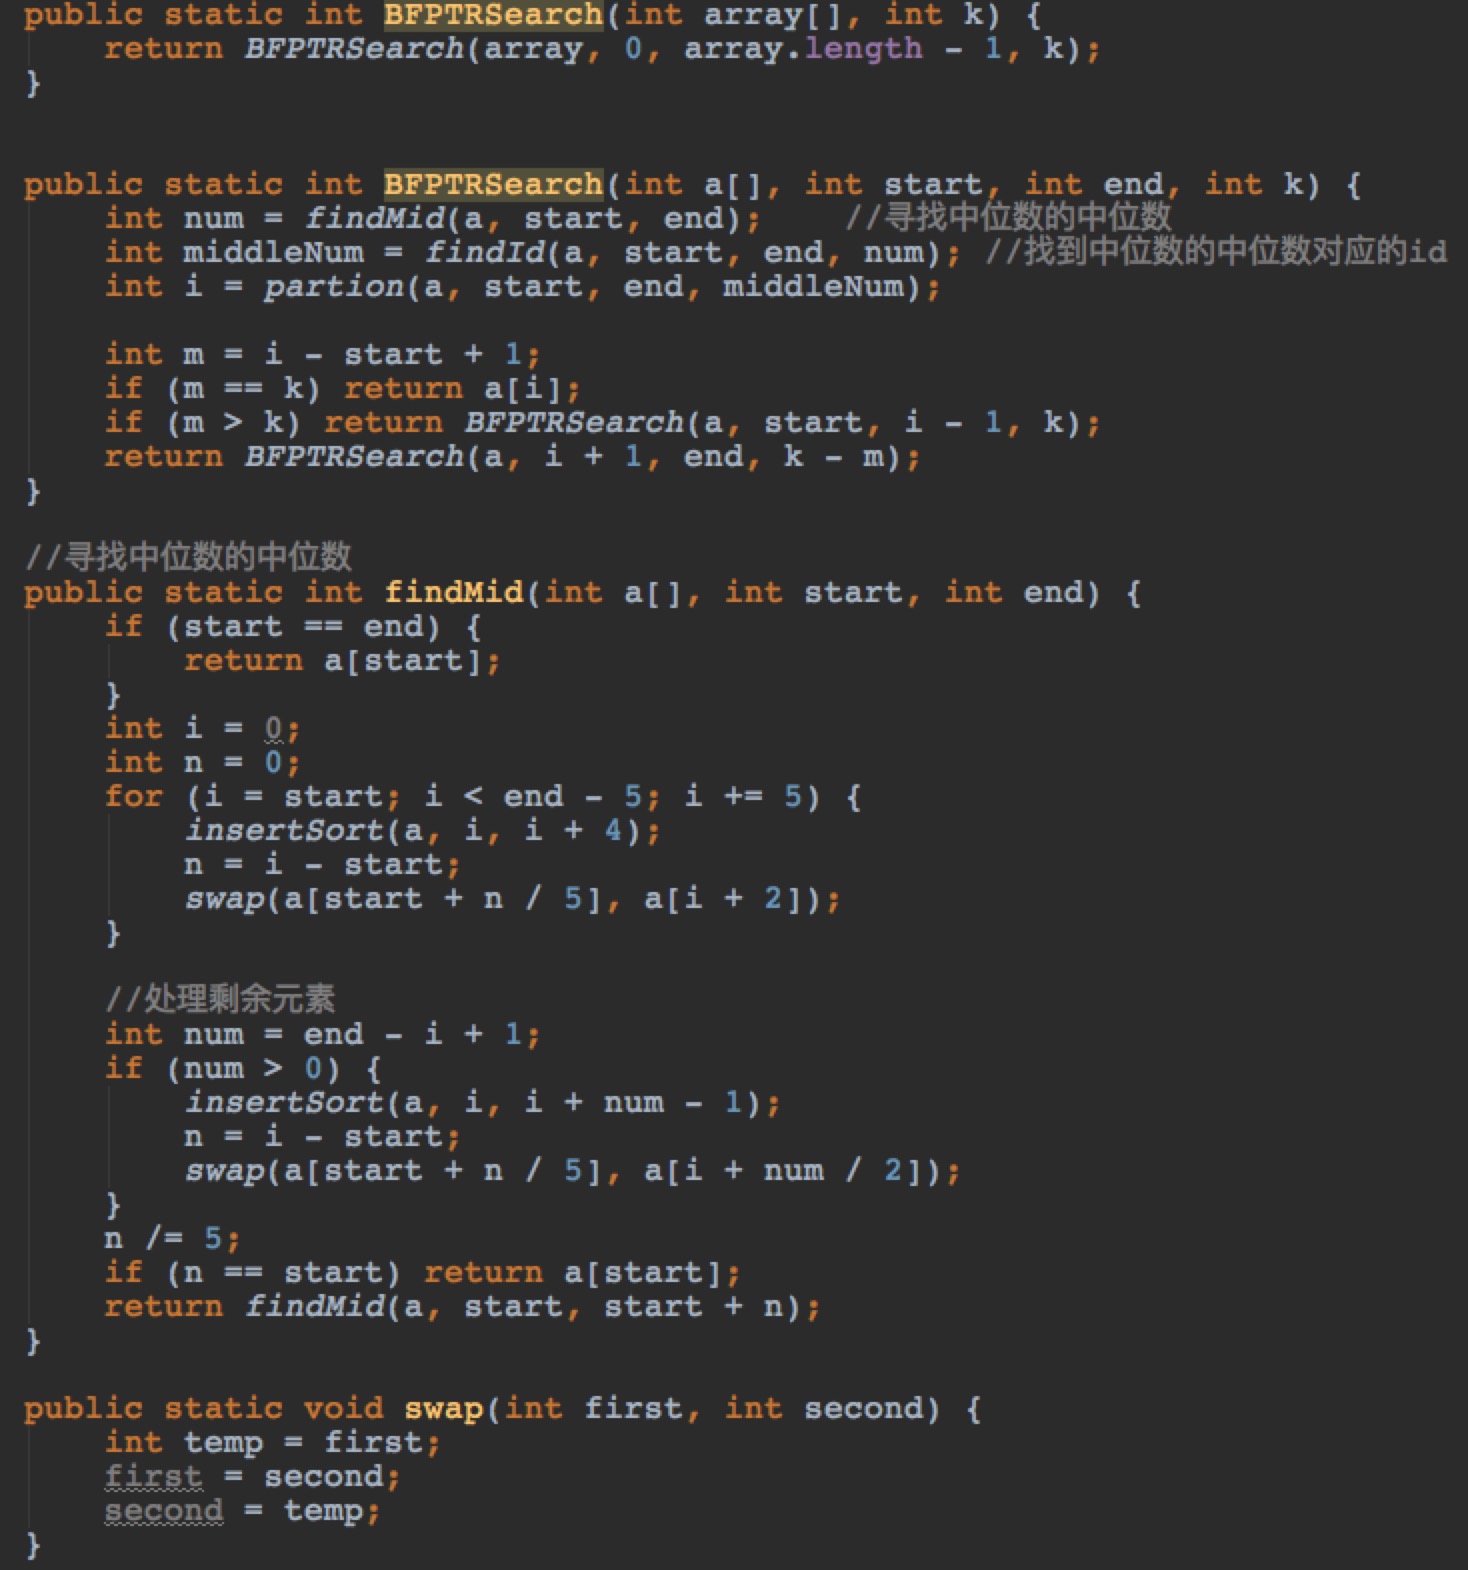 public static int BFPTRSearch(int array[], int k) {
    return BFPTRSearch(array, 0, array.length - 1, k);
}
public static int BFPTRSearch(int a[], int start, int end, int k) {
    int num = findMid(a, start, end);    //寻找中位数的中位数
    int middleNum = findId(a, start, end, num); //找到中位数的中位数对应的id
    int i = partion(a, start, end, middleNum);
    int m = i - start + 1;
    if (m == k) return a[i];
    if (m > k) return BFPTRSearch(a, start, i - 1, k);
    return BFPTRSearch(a, i + 1, end, k - m);
}
//寻找中位数的中位数
public static int findMid(int a[], int start, int end) {
    if (start == end) {
        return a[start];
    }
    int i = 0;
    int n = 0;
    for (i = start; i < end - 5; i += 5) {
        insertSort(a, i, i + 4);
        n = i - start;
        swap(a[start + n / 5], a[i + 2]);
    }
    //处理剩余元素
    int num = end - i + 1;
    if (num > 0) {
        insertSort(a, i, i + num - 1);
        n = i - start;
        swap(a[start + n / 5], a[i + num / 2]);
    }
    n /= 5;
    if (n == start) return a[start];
    return findMid(a, start, start + n);
}
public static void swap(int first, int second) {
    int temp = first;
    first = second;
    second = temp;
}